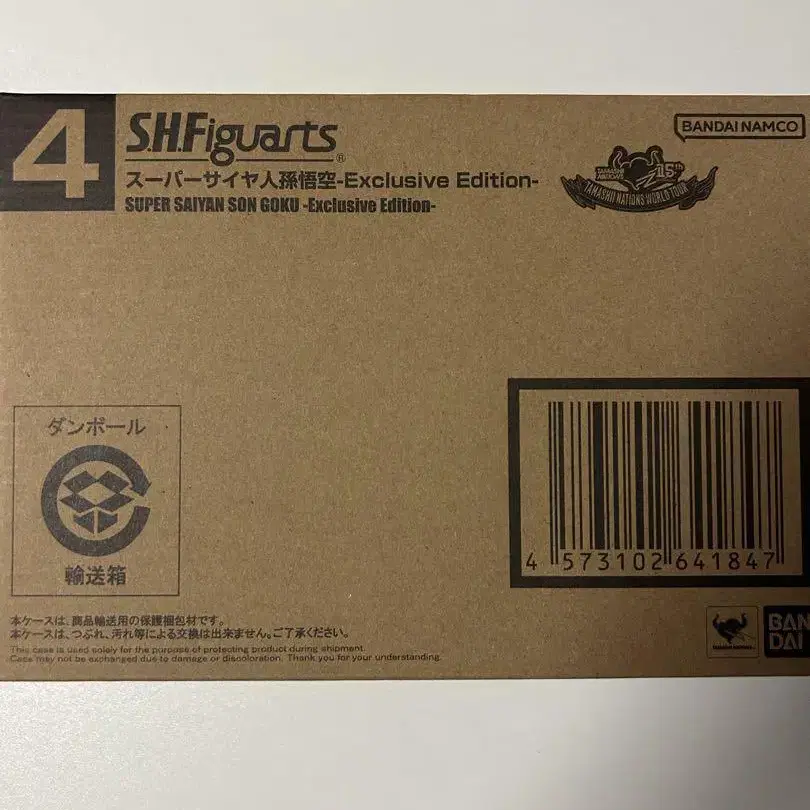 4
S.H.Figuarts
®
BANDAI NAMCO
スーパーサイヤ人孫悟空-Exclusive Edition-
SUPER SAIYAN SON GOKU -Exclusive Edition-
TAMASHII NATIONS 15th
TAMASHII NATIONS WORLD TOUR
ダンボール
輸送箱
4 573102 641847
本ケースは、商品輸送用の保護梱包材です。
本ケースは、つぶれ、汚れ等による交換は出来ません。ご了承ください。
This case is used solely for the purpose of protecting product during shipment.
Case may not be exchanged due to damage or discoloration. Thank you for your understanding.
TAMASHII NATIONS
BAN
DAI